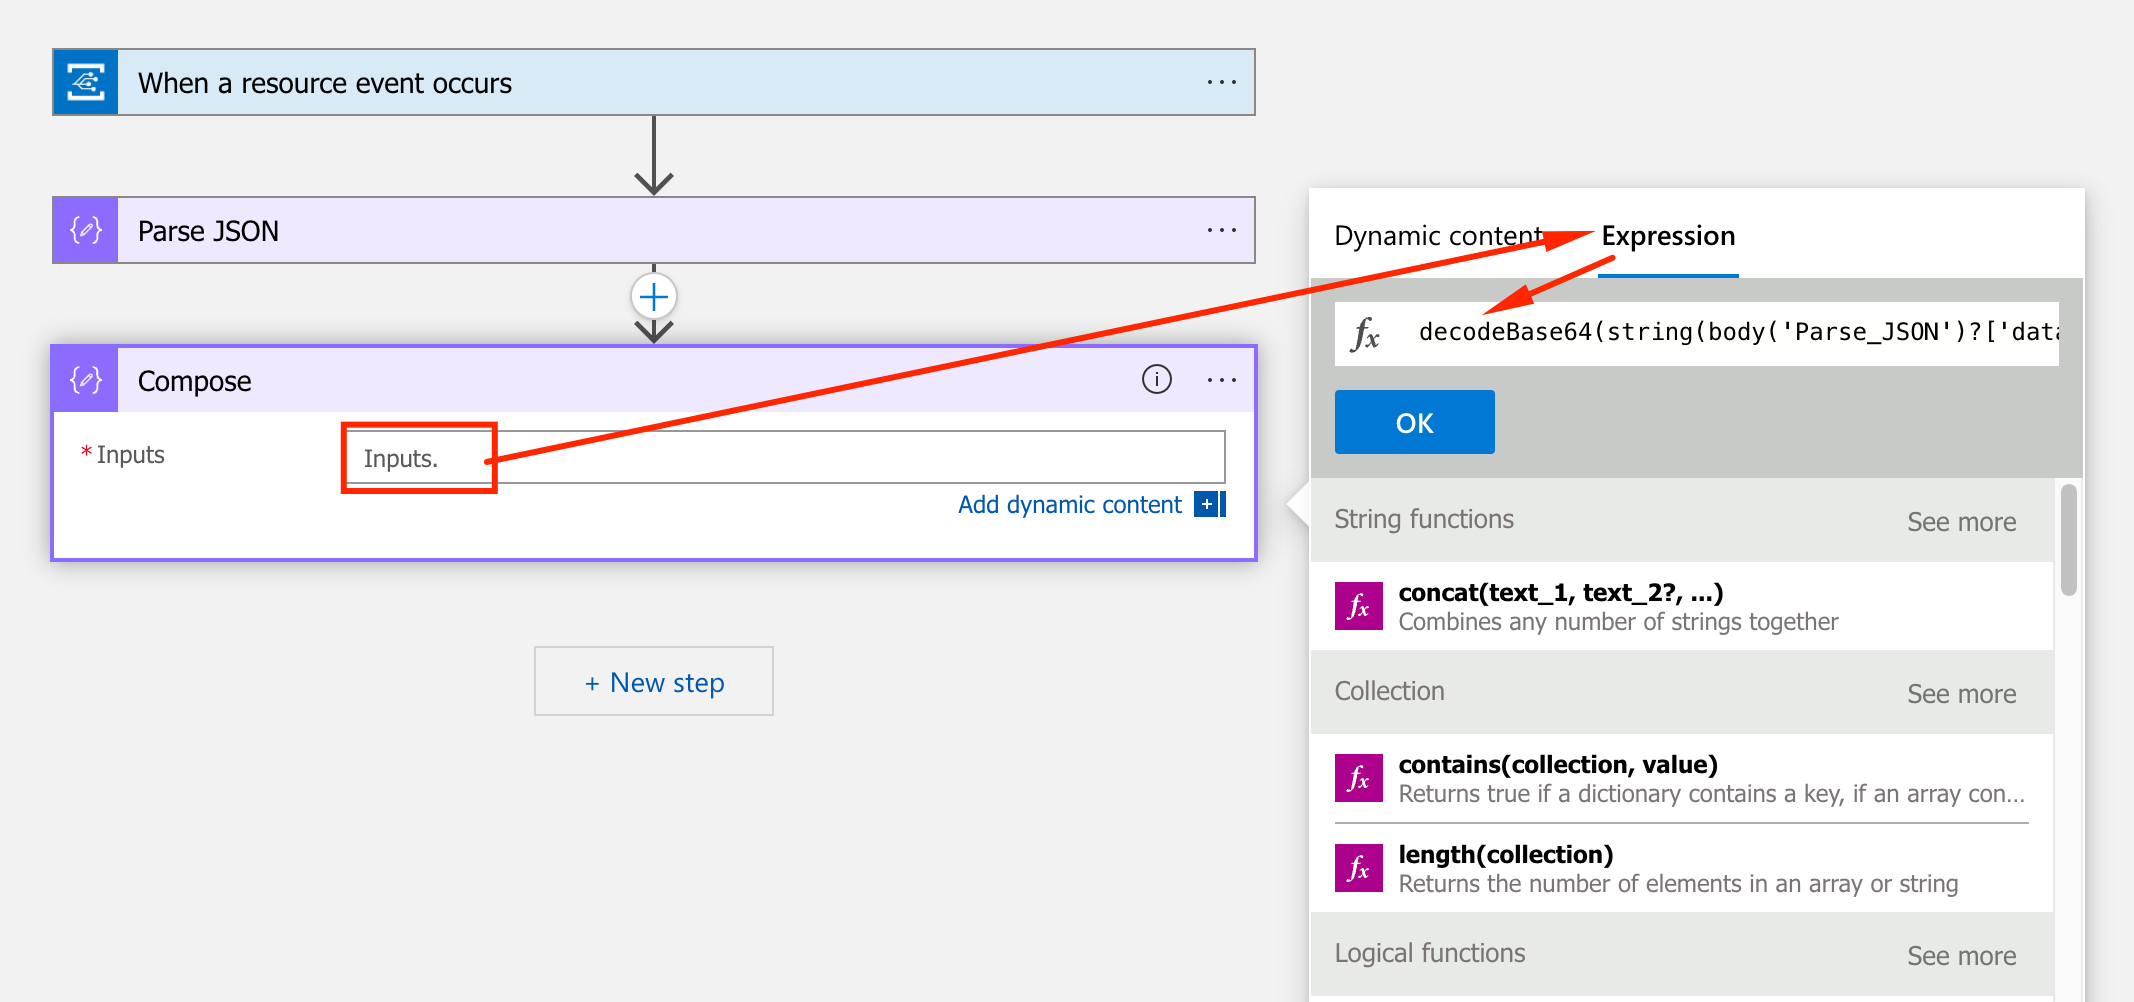 When a resource event occurs
Parse JSON
Compose
* Inputs
Inputs.
Add dynamic content
+ New step
Dynamic content
Expression
fx decodeBase64(string(body('Parse_JSON')?['data
OK
String functions
See more
fx concat(text_1, text_2?, ...)
Combines any number of strings together
Collection
See more
fx contains(collection, value)
Returns true if a dictionary contains a key, if an array con...
fx length(collection)
Returns the number of elements in an array or string
Logical functions
See more